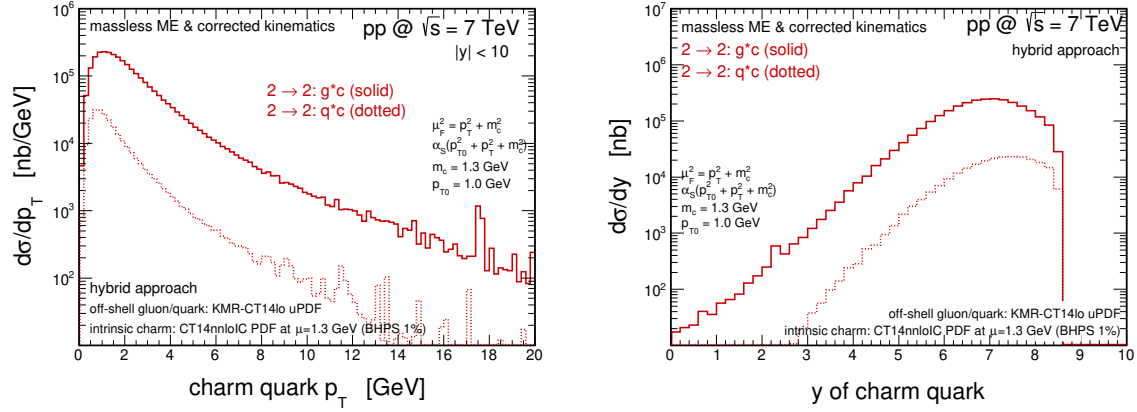 massless ME & corrected kinematics
pp @ √s = 7 TeV
|y| < 10
2 → 2: g*c (solid)
2 → 2: q*c (dotted)
μ_F^2 = p_T^2 + m_c^2
α_S(p_T0^2 + p_T^2 + m_c^2)
m_c = 1.3 GeV
p_T0 = 1.0 GeV
hybrid approach
off-shell gluon/quark: KMR-CT14lo uPDF
intrinsic charm: CT14nnloIC PDF at μ=1.3 GeV (BHPS 1%)
dσ/dp_T [nb/GeV]
10^5
10^4
10^3
10^2
0 2 4 6 8 10 12 14 16 18 20
charm quark p_T [GeV]
massless ME & corrected kinematics
pp @ √s = 7 TeV
hybrid approach
2 → 2: g*c (solid)
2 → 2: q*c (dotted)
μ_F^2 = p_T^2 + m_c^2
α_S(p_T0^2 + p_T^2 + m_c^2)
m_c = 1.3 GeV
p_T0 = 1.0 GeV
off-shell gluon/quark: KMR-CT14lo uPDF
intrinsic charm: CT14nnloIC PDF at μ=1.3 GeV (BHPS 1%)
dσ/dy [nb]
10^7
10^6
10^5
10^4
10^3
10^2
10
0 1 2 3 4 5 6 7 8 9 10
y of charm quark